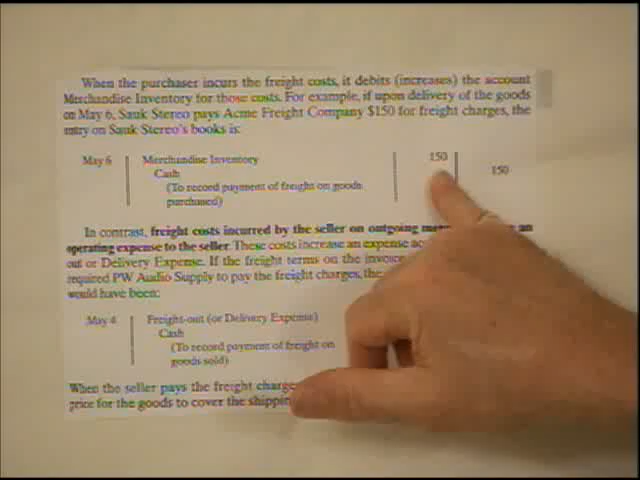 When the purchaser incurs the freight costs, it debits (increases) the account
Merchandise Inventory for those costs. For example, if upon delivery of the goods
on May 6, Sauk Stereo pays Acme Freight Company $150 for freight charges, the
entry on Sauk Stereo's books is:
May 6 Merchandise Inventory 150
Cash 150
(To record payment of freight on goods
purchased)
In contrast, freight costs incurred by the seller on outgoing an
operating expense to the seller. These costs increase an expense
out or Delivery Expense. If the freight terms on the invoice
required PW Audio Supply to pay the freight charges, the
would have been:
May 4 Freight-out (or Delivery Expense)
Cash
(To record payment of freight on
goods sold)
When the seller pays the freight
price for the goods to cover the